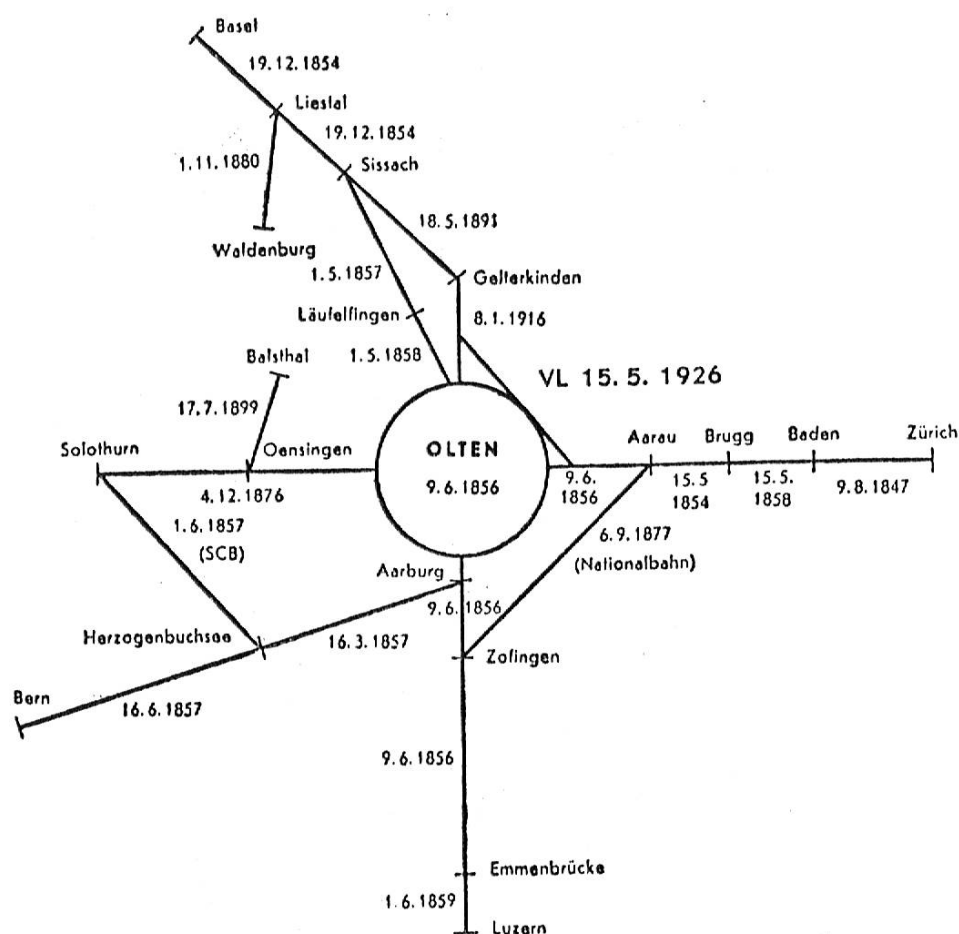 Basel
19.12.1854
Liestal
19.12.1854
1.11.1880
Sissach
18.5.1891
Waldenburg
1.5.1857
Gelterkinden
Läufelfingen
8.1.1916
1.5.1858
Balsthal
VL 15.5.1926
17.7.1899
Solothurn
Oensingen
OLTEN
9.6.1856
Aarau
Brugg
Baden
Zürich
4.12.1876
9.6.
1856
15.5
1854
15.5.
1858
9.8.1847
1.6.1857
(SCB)
6.9.1877
(Nationalbahn)
Aarburg
9.6.1856
Herzogenbuchsee
16.3.1857
Zofingen
Bern
16.6.1857
9.6.1856
Emmenbrücke
1.6.1859
Luzern